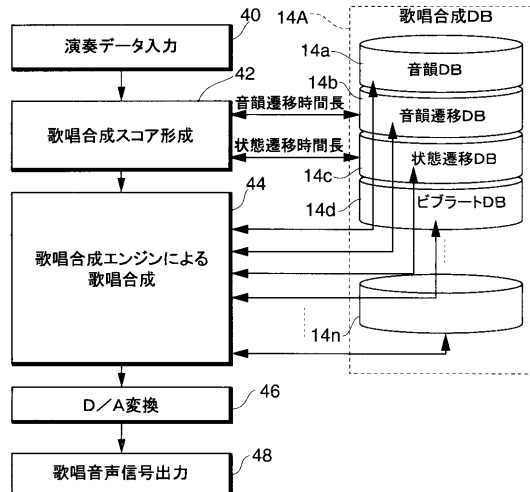 40
演奏データ入力
42
歌唱合成スコア形成
音韻遷移時間長
状態遷移時間長
44
歌唱合成エンジンによる
歌唱合成
D/A変換
46
歌唱音声信号出力
48
14A
歌唱合成DB
14a
音韻DB
14b
音韻遷移DB
状態遷移DB
14c
ビブラートDB
14d
14n